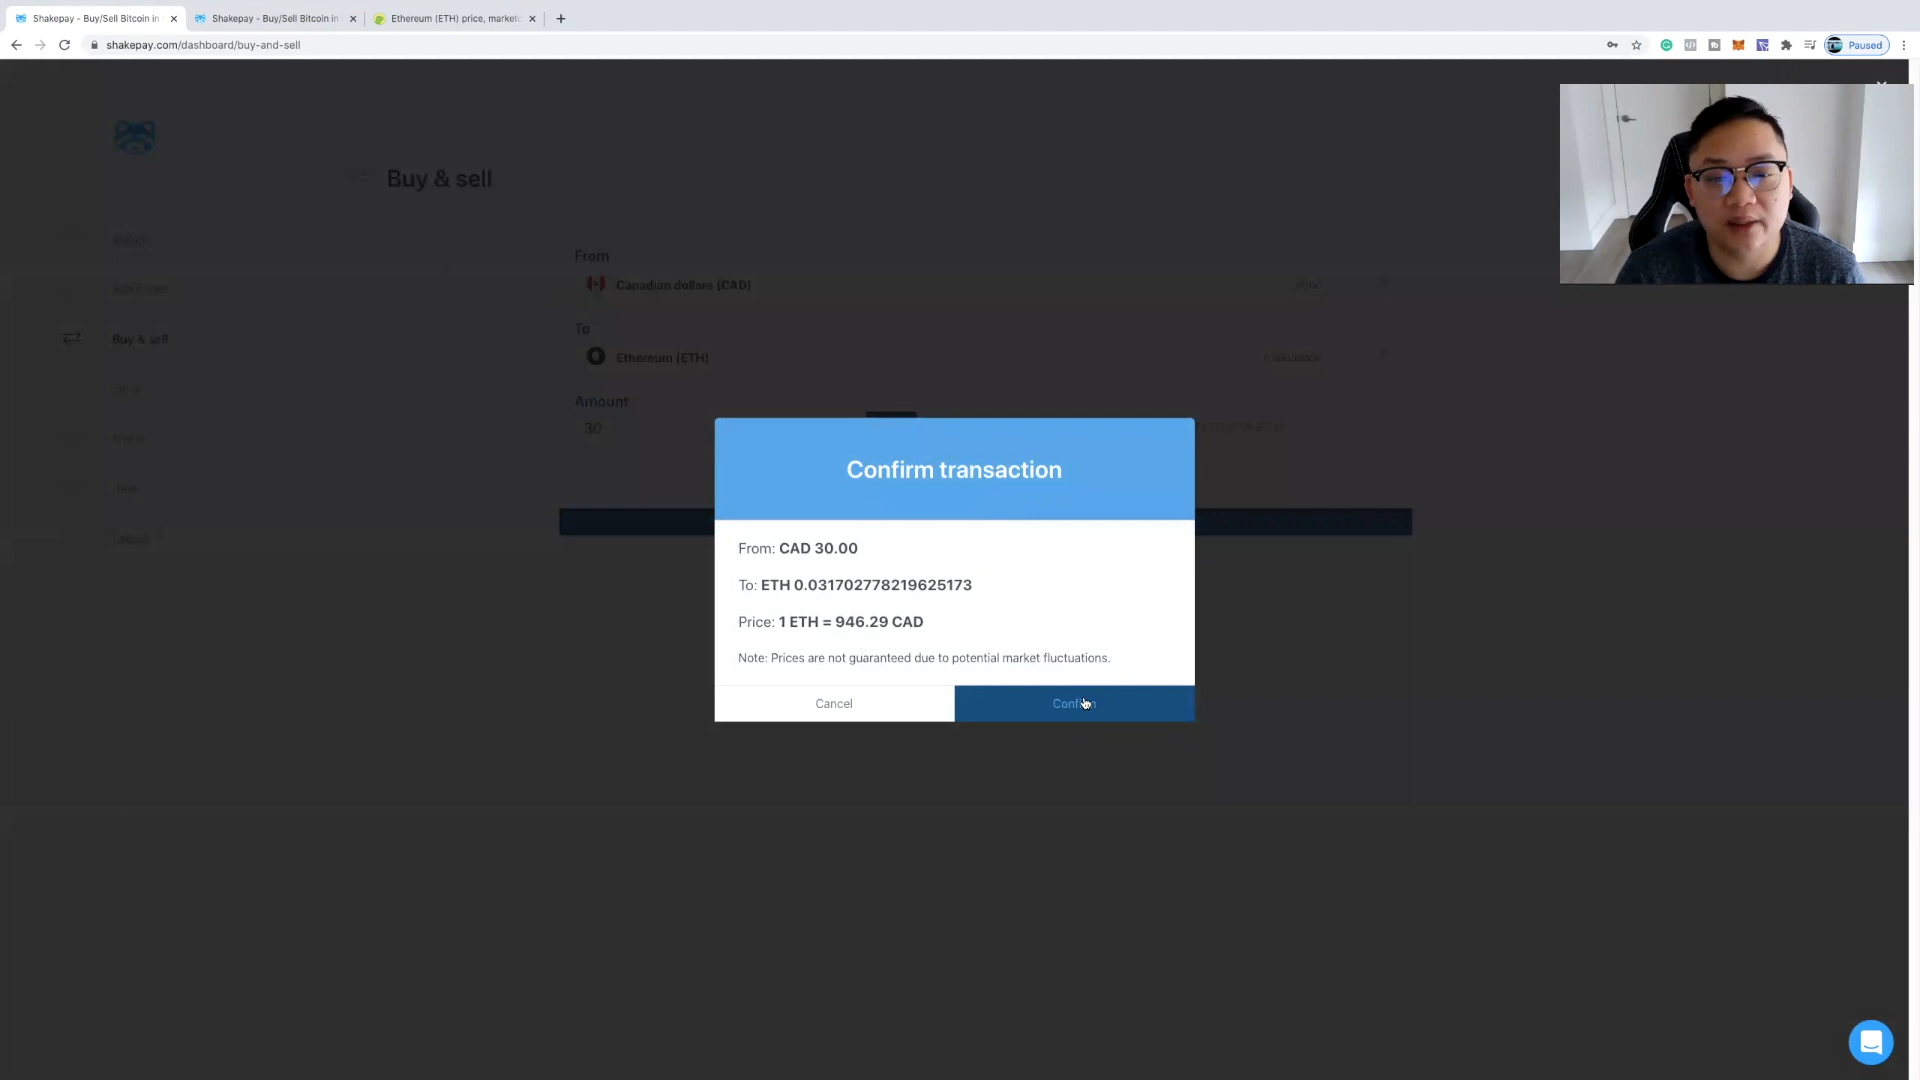 Shakepay - Buy/Sell Bitcoin in
Shakepay - Buy/Sell Bitcoin in
Ethereum (ETH) price, marketc
shakepay.com/dashboard/buy-and-sell
Paused
Buy & sell
From
Canadian dollars (CAD)
To
Buy & sell
Ethereum (ETH)
Amount
30
Confirm transaction
From: CAD 30.00
To: ETH 0.031702778219625173
Price: 1 ETH = 946.29 CAD
Note: Prices are not guaranteed due to potential market fluctuations.
Cancel
Confirm